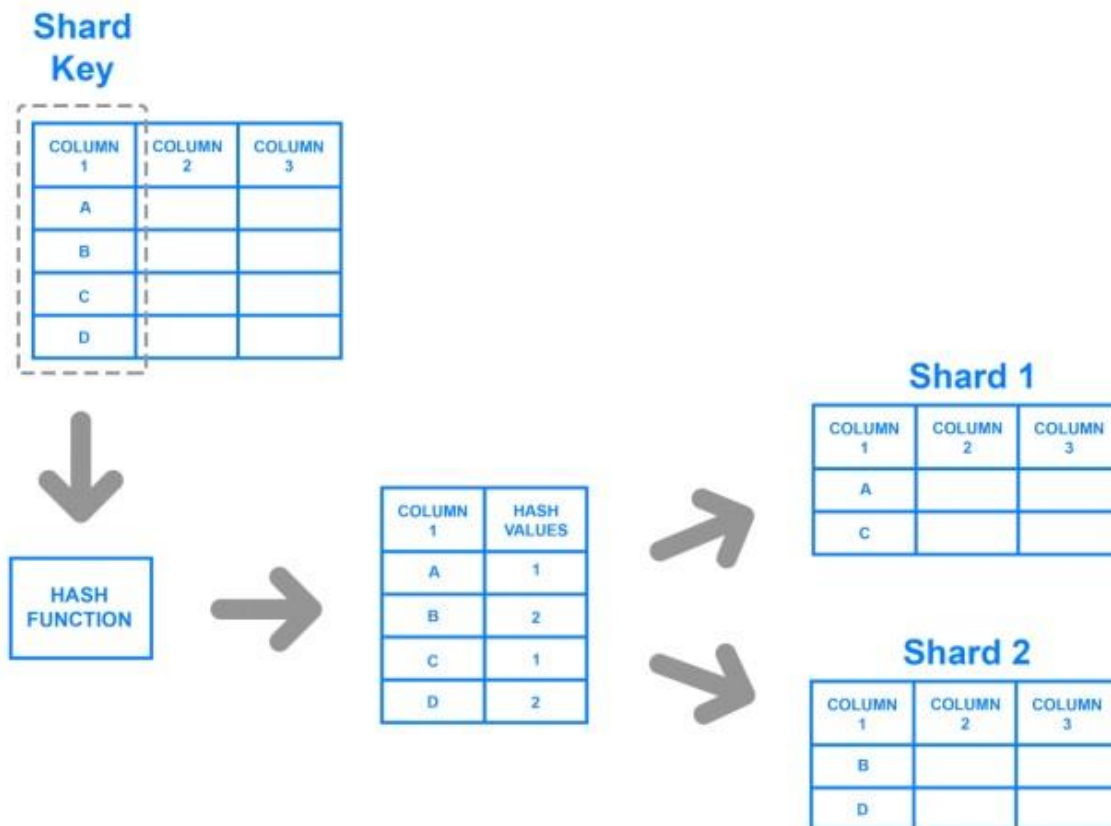 Shard
Key
COLUMN COLUMN COLUMN
1 2 3
A
B
C
D
HASH
FUNCTION
COLUMN HASH
1 VALUES
A 1
B 2
C 1
D 2
Shard 1
COLUMN COLUMN COLUMN
1 2 3
A
C
Shard 2
COLUMN COLUMN COLUMN
1 2 3
B
D